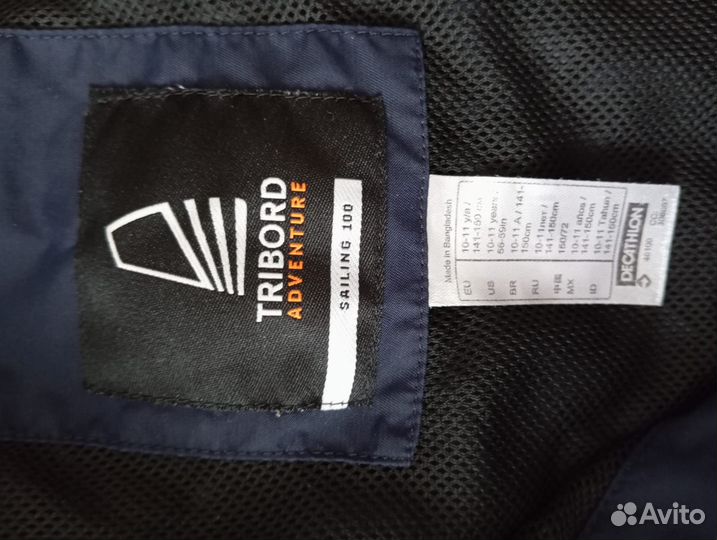 TRIBORD
ADVENTURE
SAILING 100
Made in Bangladesh
EU 10-11 y/a /
141-150 cm
US 10-11 years
56-59in
BR 10-11 A / 141-
150cm
RU
141-150cm
中国 150/72
MX 10-11 años/
141-150cm
ID 10-11 Tahun /
141-150cm
DECATHLON
CC:
Avito